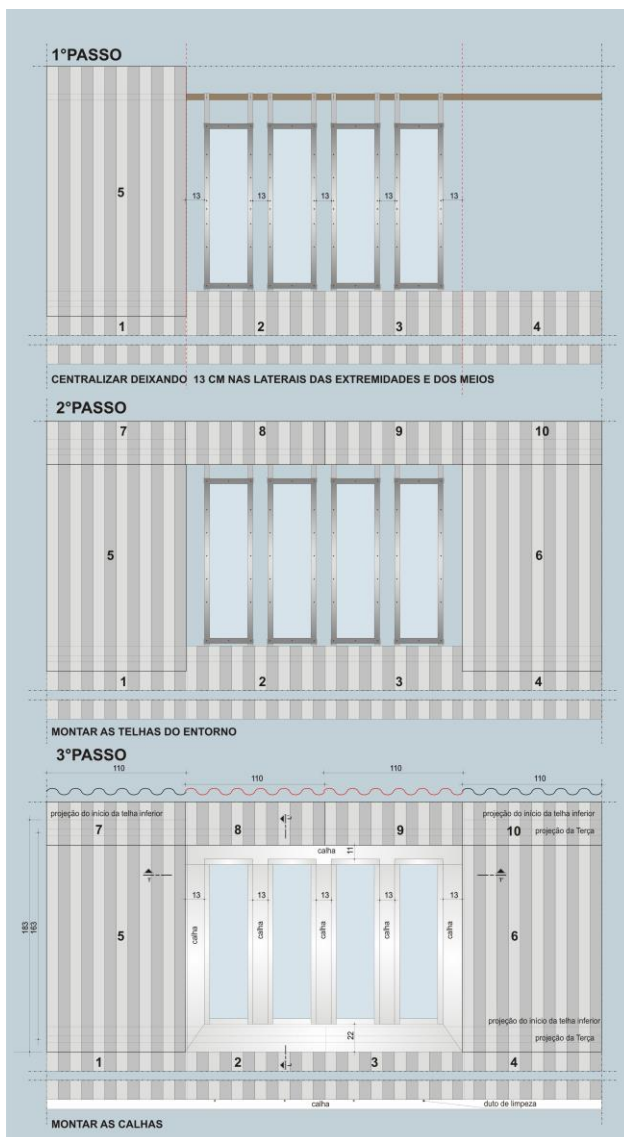 1°PASSO
5
13
13
13
13
13
1
2
3
4
CENTRALIZAR DEIXANDO 13 CM NAS LATERAIS DAS EXTREMIDADES E DOS MEIOS
2°PASSO
7
8
9
10
5
6
1
2
3
4
MONTAR AS TELHAS DO ENTORNO
3°PASSO
110
110
110
110
projeção do início da telha inferior
projeção do início da telha inferior
7
8
9
10
projeção da Terça
calha
11
13
13
13
13
13
183
163
5
calha
calha
calha
calha
calha
6
projeção do início da telha inferior
22
projeção da Terça
1
2
3
4
calha
duto de limpeza
MONTAR AS CALHAS